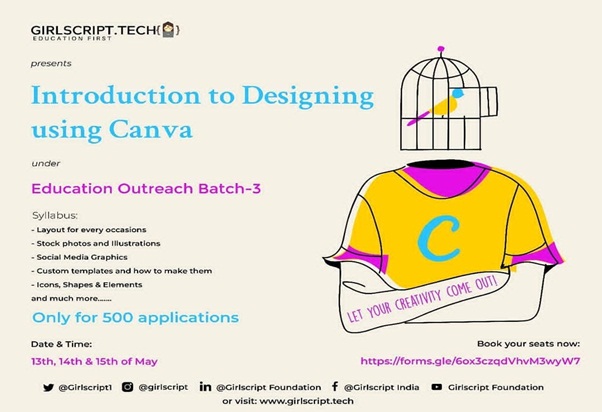 GIRLSCRIPT.TECH{ }
EDUCATION FIRST
presents
Introduction to Designing
using Canva
under
Education Outreach Batch-3
Syllabus:
- Layout for every occasions
- Stock photos and Illustrations
- Social Media Graphics
- Custom templates and how to make them
- Icons, Shapes & Elements
and much more.......
Only for 500 applications
Date & Time:
13th, 14th & 15th of May
C
LET YOUR CREATIVITY COME OUT!
Book your seats now:
https://forms.gle/6ox3czqdVhvM3wyW7
@Girlscript1 @girlscript @Girlscript Foundation @Girlscript India Girlscript Foundation
or visit: www.girlscript.tech